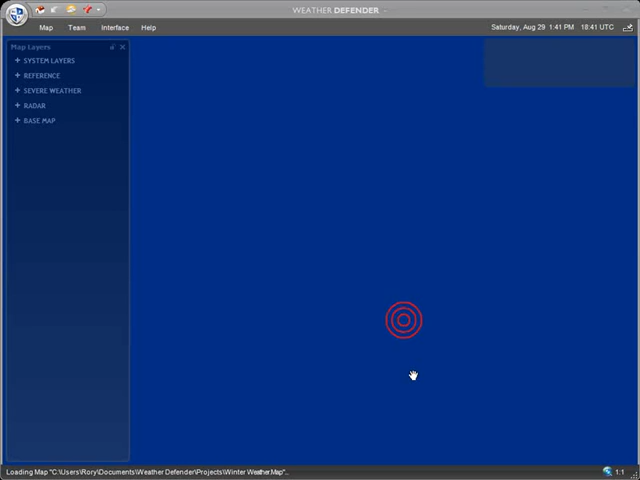 WEATHER DEFENDER
Map Team Interface Help
Saturday, Aug 29 1:41 PM 18:41 UTC
Map Layers
+ SYSTEM LAYERS
+ REFERENCE
+ SEVERE WEATHER
+ RADAR
+ BASE MAP
Loading Map "C:\Users\Rory\Documents\Weather Defender\Projects\Winter Weather.Map"...
1:1